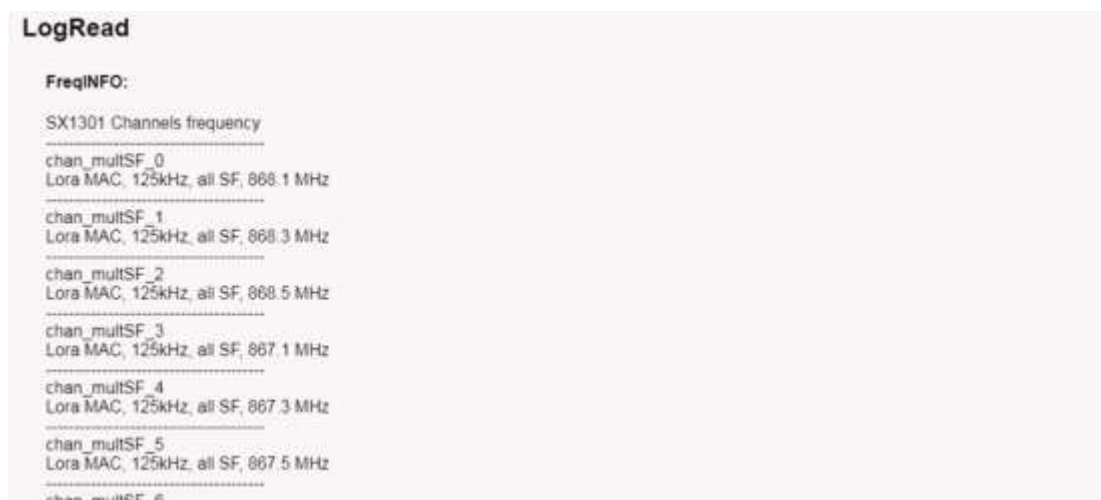 LogRead
FreqINFO:
SX1301 Channels frequency
----------------------------------------
chan_multSF_0
Lora MAC, 125kHz, all SF, 868.1 MHz
----------------------------------------
chan_multSF_1
Lora MAC, 125kHz, all SF, 868.3 MHz
----------------------------------------
chan_multSF_2
Lora MAC, 125kHz, all SF, 868.5 MHz
----------------------------------------
chan_multSF_3
Lora MAC, 125kHz, all SF, 867.1 MHz
----------------------------------------
chan_multSF_4
Lora MAC, 125kHz, all SF, 867.3 MHz
----------------------------------------
chan_multSF_5
Lora MAC, 125kHz, all SF, 867.5 MHz
----------------------------------------
chan_multSF_6